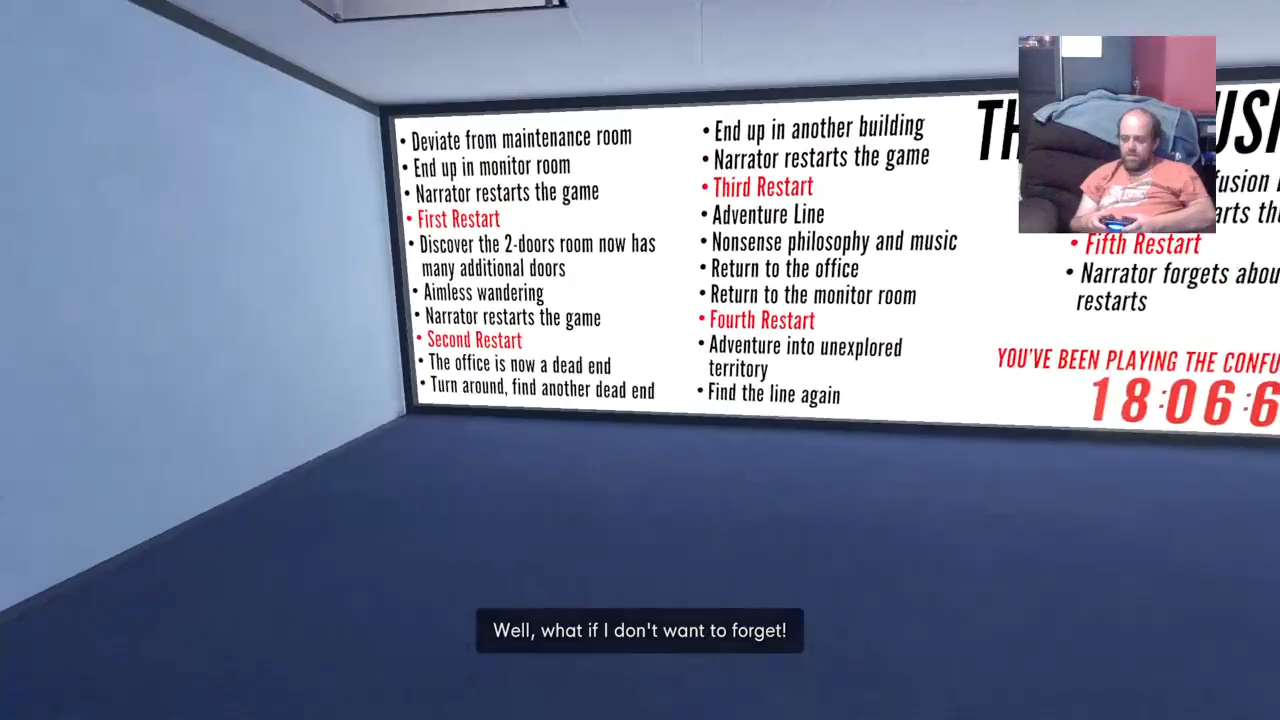 • Deviate from maintenance room
• End up in monitor room
• Narrator restarts the game
• First Restart
• Discover the 2-doors room now has
many additional doors
• Aimless wandering
• Narrator restarts the game
• Second Restart
• The office is now a dead end
• Turn around, find another dead end
• End up in another building
• Narrator restarts the game
• Third Restart
• Adventure Line
• Nonsense philosophy and music
• Return to the office
• Return to the monitor room
• Fourth Restart
• Adventure into unexplored
territory
• Find the line again
• Fifth Restart
• Narrator forgets
restarts
YOU'VE BEEN PLAYING THE
18:06:6
Well, what if I don't want to forget!